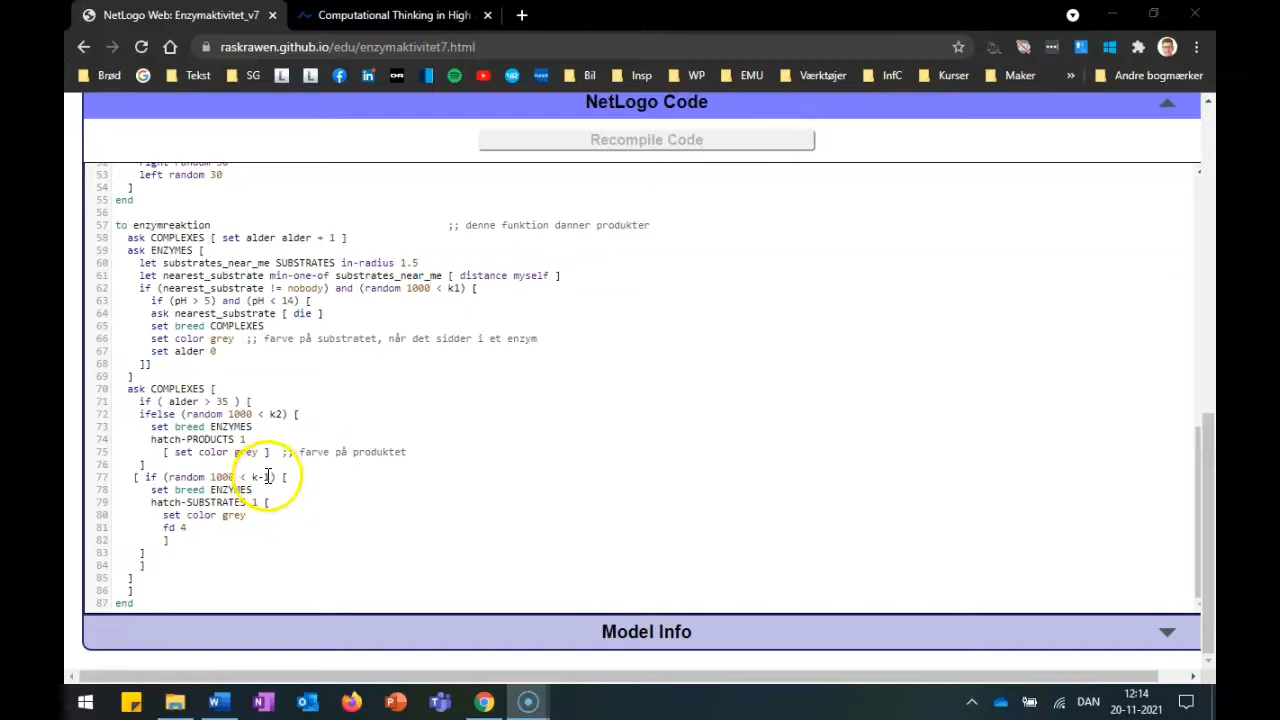 NetLogo Web: Enzymaktivitet_v7
Computational Thinking in High
raskrawen.github.io/edu/enzymaktivitet7.html
Brød Tekst SG Bil Insp WP EMU Værktøjer InfC Kurser Maker » Andre bogmærker
NetLogo Code
Recompile Code
53 left random 30
54 ]
55 end
56
57 to enzymreaktion ;; denne funktion danner produkter
58 ask COMPLEXES [ set alder alder + 1 ]
59 ask ENZYMES [
60 let substrates_near_me SUBSTRATES in-radius 1.5
61 let nearest_substrate min-one-of substrates_near_me [ distance myself ]
62 if (nearest_substrate != nobody) and (random 1000 < k1) [
63 if (pH > 5) and (pH < 14) [
64 ask nearest_substrate [ die ]
65 set breed COMPLEXES
66 set color grey ;; farve på substratet, når det sidder i et enzym
67 set alder 0
68 ]]
69 ]
70 ask COMPLEXES [
71 if ( alder > 35 ) [
72 ifelse (random 1000 < k2) [
73 set breed ENZYMES
74 hatch-PRODUCTS 1
75 [ set color grey ] ;; farve på produktet
76 ]
77 [ if (random 1000 < k-1) [
78 set breed ENZYMES
79 hatch-SUBSTRATES 1 [
80 set color grey
81 fd 4
82 ]
83 ]
84 ]
85 ]
86 ]
87 end
Model Info
DAN
12:14
20-11-2021